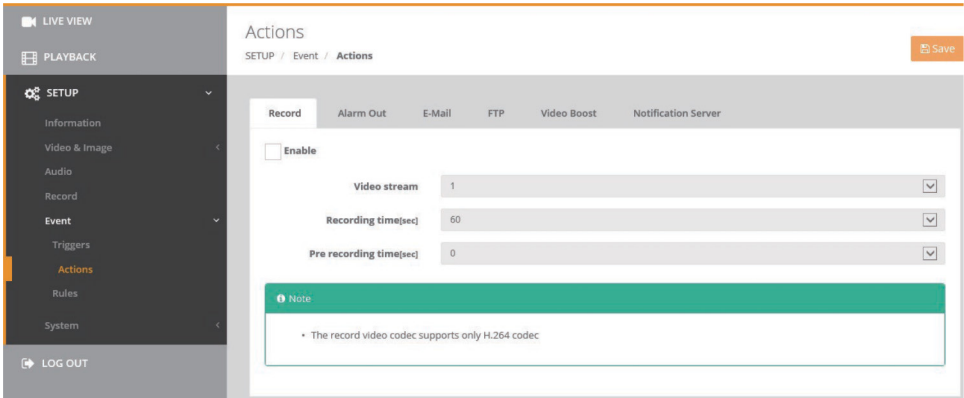 LIVE VIEW
PLAYBACK
SETUP
Information
Video & Image
Audio
Record
Event
Triggers
Actions
Rules
System
LOG OUT
Actions
SETUP / Event / Actions
Save
Record Alarm Out E-Mail FTP Video Boost Notification Server
Enable
Video stream 1
Recording time[sec] 60
Pre recording time[sec] 0
Note
• The record video codec supports only H.264 codec